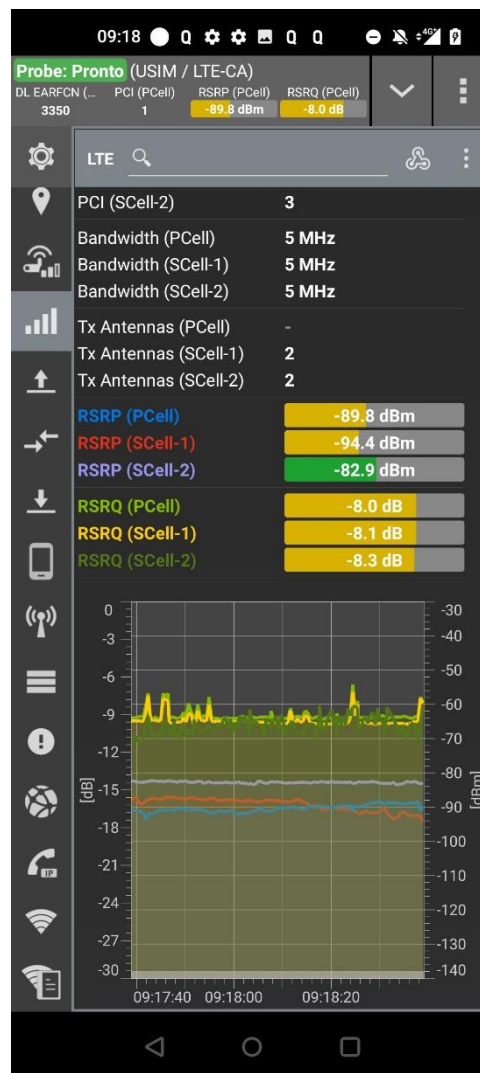 09:18
4G+
Probe: Pronto (USIM / LTE-CA)
DL EARFCN (... PCI (PCell) RSRP (PCell) RSRQ (PCell)
3350 1 -89.8 dBm -8.0 dB
LTE
PCI (SCell-2) 3
Bandwidth (PCell) 5 MHz
Bandwidth (SCell-1) 5 MHz
Bandwidth (SCell-2) 5 MHz
Tx Antennas (PCell) -
Tx Antennas (SCell-1) 2
Tx Antennas (SCell-2) 2
RSRP (PCell) -89.8 dBm
RSRP (SCell-1) -94.4 dBm
RSRP (SCell-2) -82.9 dBm
RSRQ (PCell) -8.0 dB
RSRQ (SCell-1) -8.1 dB
RSRQ (SCell-2) -8.3 dB
0 -30
-3 -40
-6 -50
-9 -60
-12 -70
-15 -80
-18 -90
-21 -100
-24 -110
-27 -120
-30 -130
-140
[dB]
[dBm]
09:17:40 09:18:00 09:18:20
IP